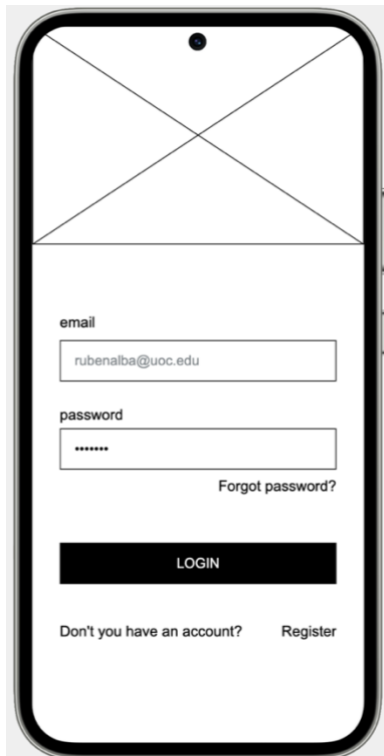 email
rubenalba@uoc.edu
password
•••••••
Forgot password?
LOGIN
Don't you have an account? Register